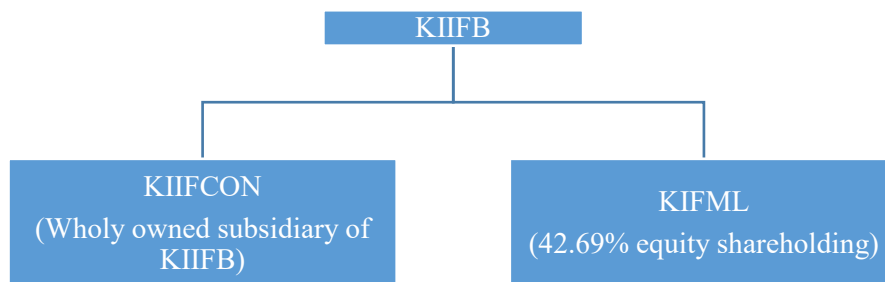 KIIFB
KIIFCON
(Wholy owned subsidiary of
KIIFB)
KIFML
(42.69% equity shareholding)